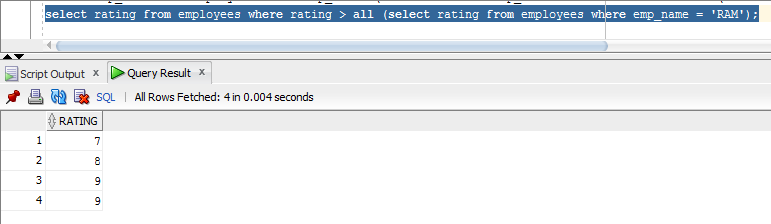 select rating from employees where rating > all (select rating from employees where emp_name = 'RAM');
Script Output x Query Result x
SQL | All Rows Fetched: 4 in 0.004 seconds
RATING
1 7
2 8
3 9
4 9